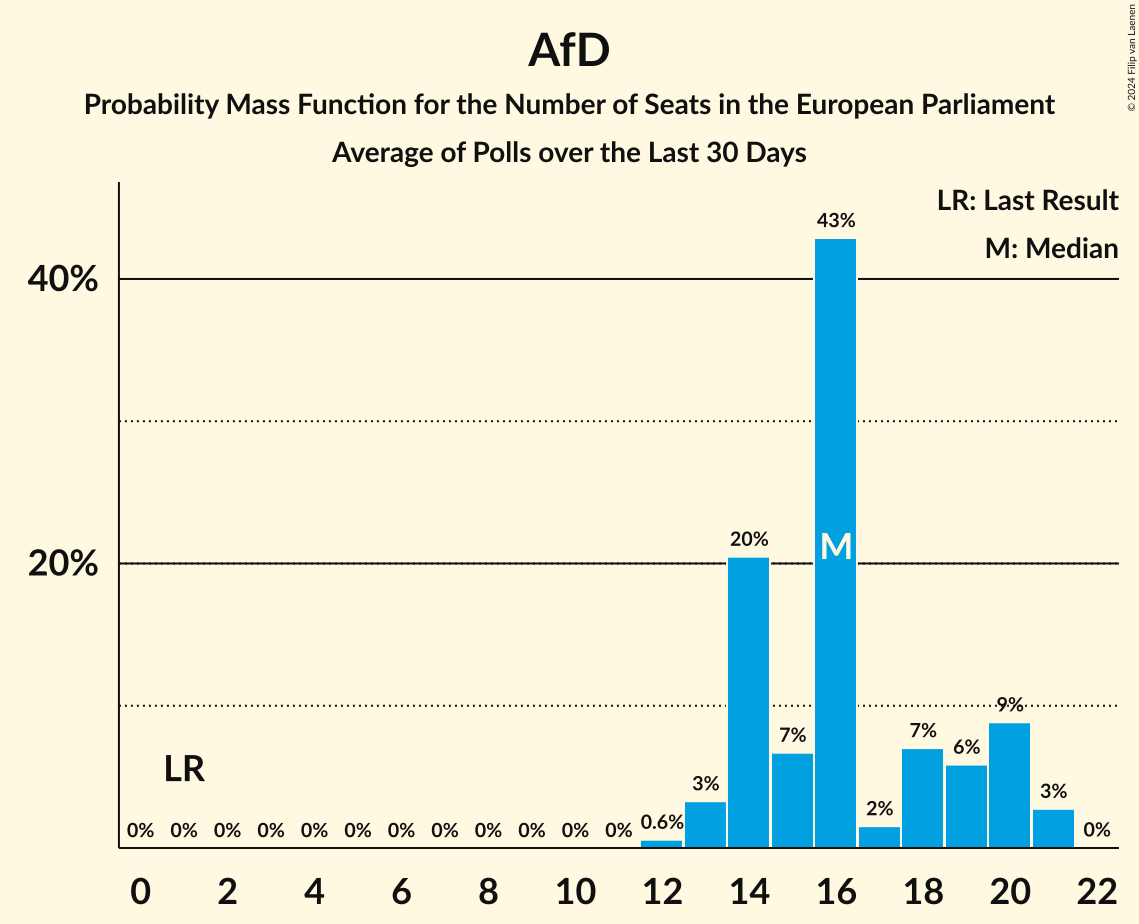 AfD
Probability Mass Function for the Number of Seats in the European Parliament
Average of Polls over the Last 30 Days
© 2024 Filip van Laenen
LR: Last Result
M: Median
43%
40%
20%
M
20%
9%
7%
7%
6%
LR
3%
3%
2%
0% 0% 0% 0% 0% 0% 0% 0% 0% 0% 0% 0% 0.6% 0%
0 2 4 6 8 10 12 14 16 18 20 22